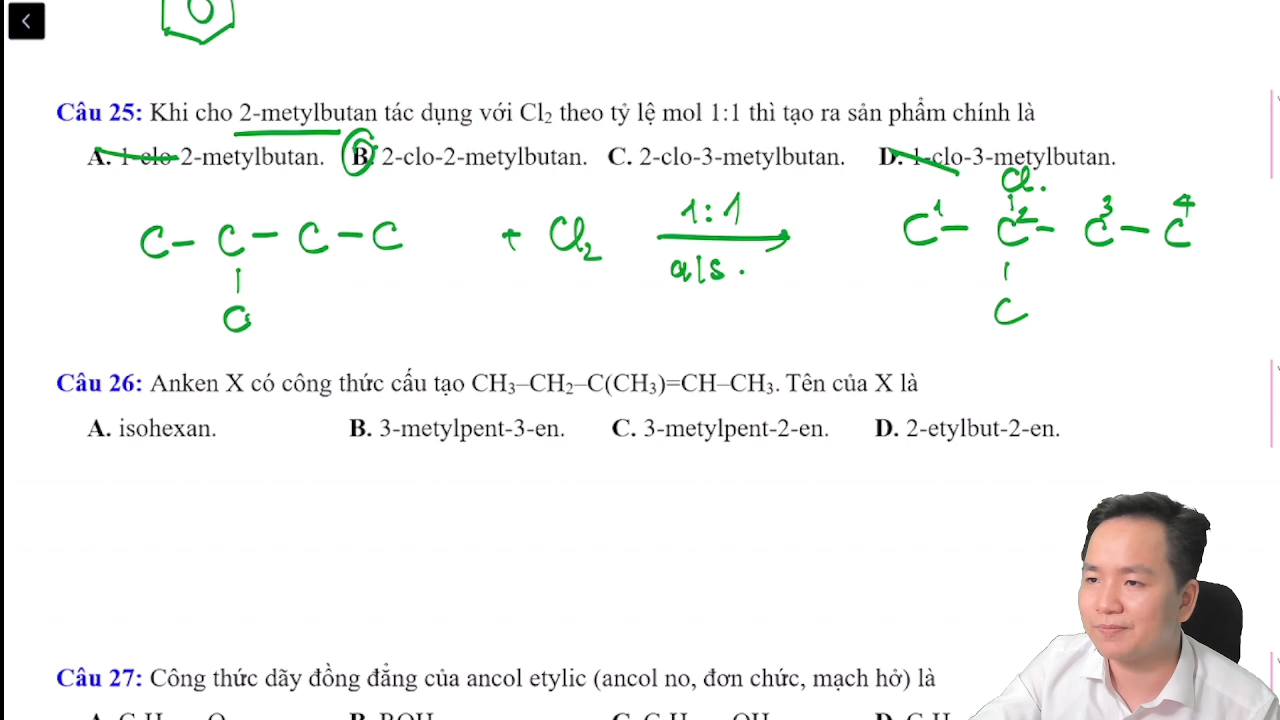 Câu 25: Khi cho 2-metylbutan tác dụng với Cl₂ theo tỷ lệ mol 1:1 thì tạo ra sản phẩm chính là
A. 1-clo-2-metylbutan. B. 2-clo-2-metylbutan. C. 2-clo-3-metylbutan. D. 1-clo-3-metylbutan.
Cl.
C – C – C – C + Cl₂ 1:1 C¹ – C² – C³ – C⁴
a/s.
C C
Câu 26: Anken X có công thức cấu tạo CH₃–CH₂–C(CH₃)=CH–CH₃. Tên của X là
A. isohexan. B. 3-metylpent-3-en. C. 3-metylpent-2-en. D. 2-etylbut-2-en.
Câu 27: Công thức dãy đồng đẳng của ancol etylic (ancol no, đơn chức, mạch hở) là